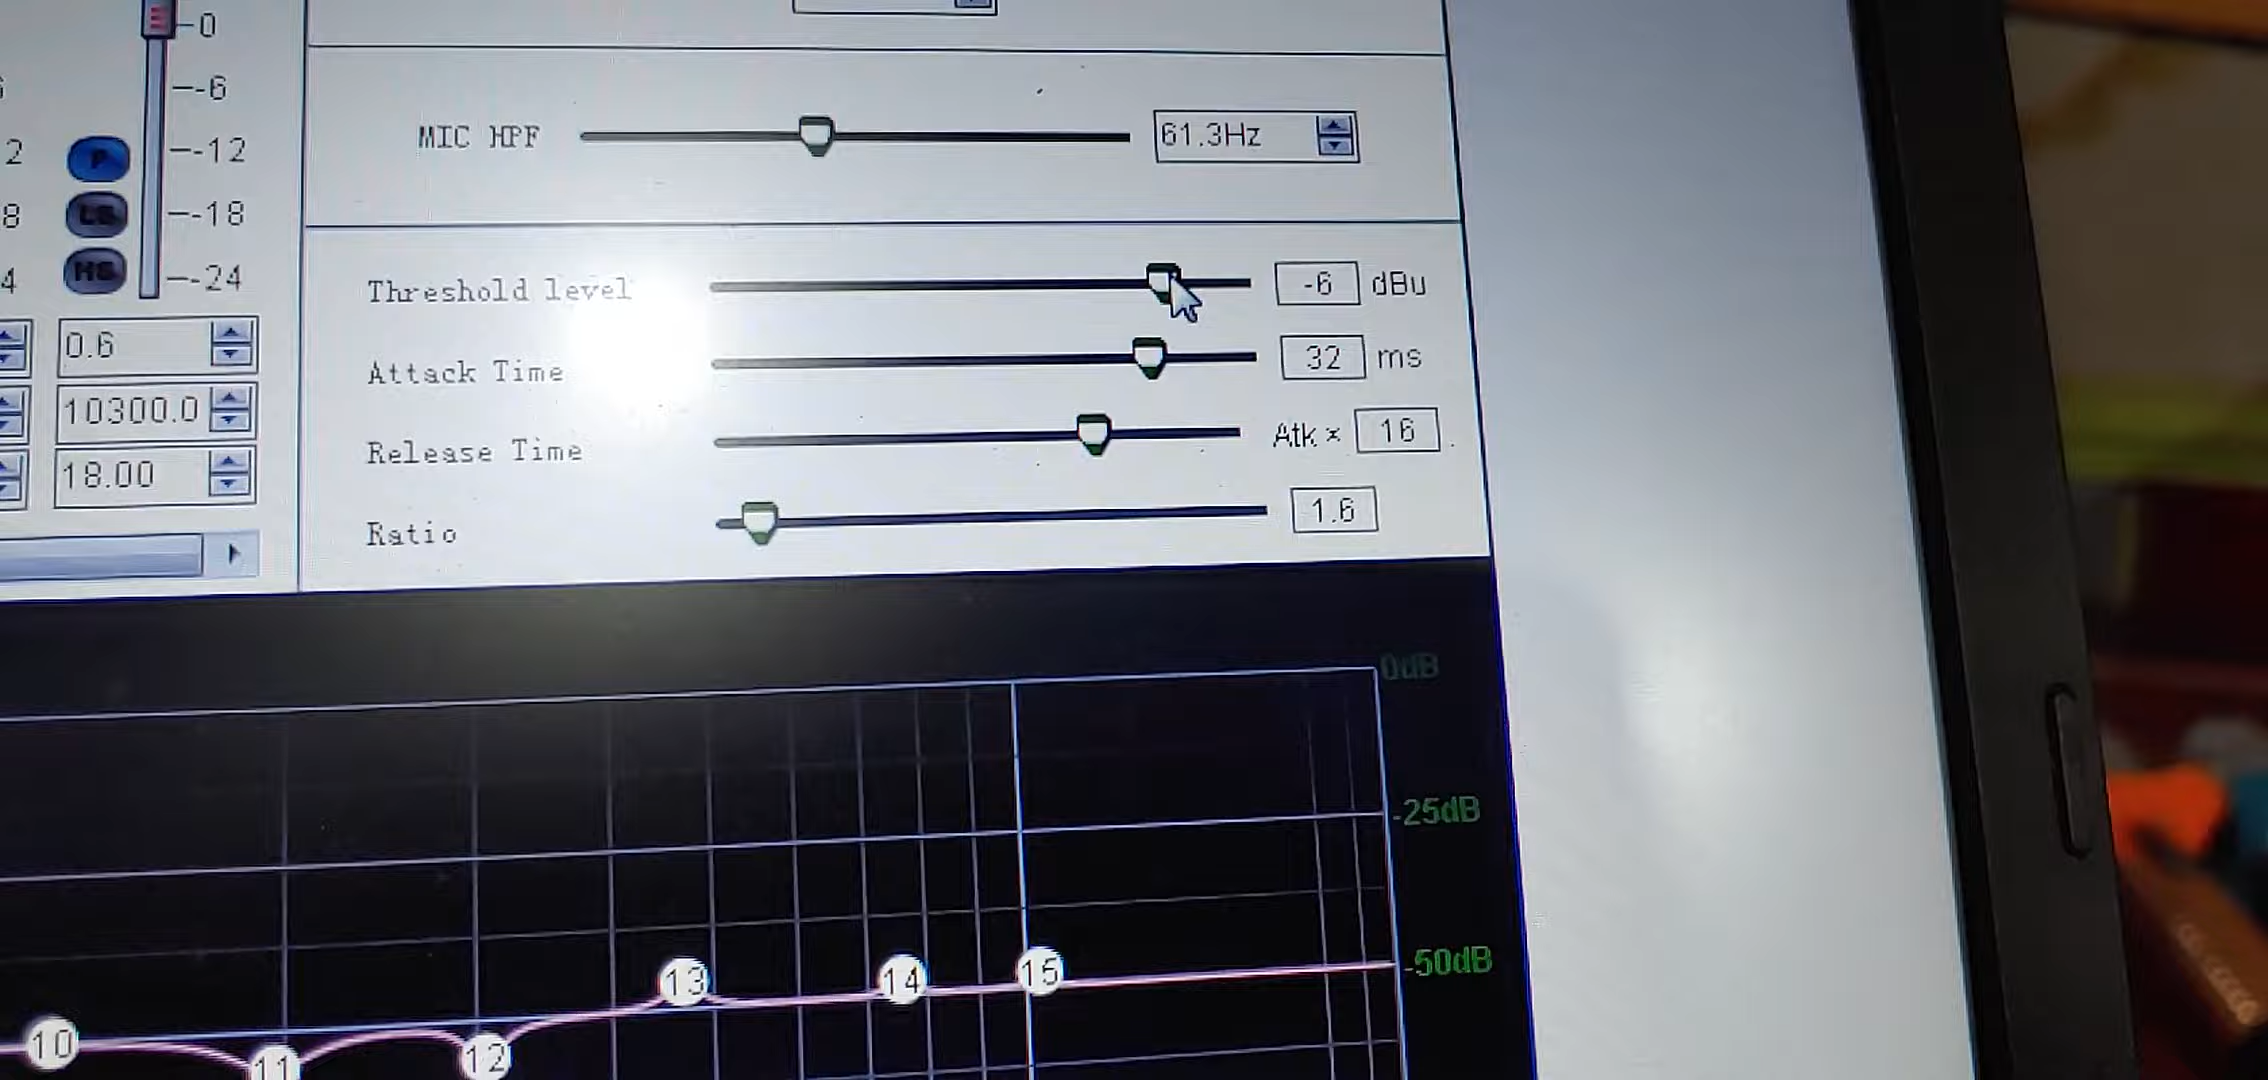 0
-6
MIC HPF 61.3Hz
2 P -12
8 LS -18
4 HS -24
Threshold level -6 dBu
0.6
Attack Time 32 ms
10300.0
Release Time Atk x 16
18.00
Ratio 1.6
0dB
-25dB
-50dB
13 14 15
10 11 12